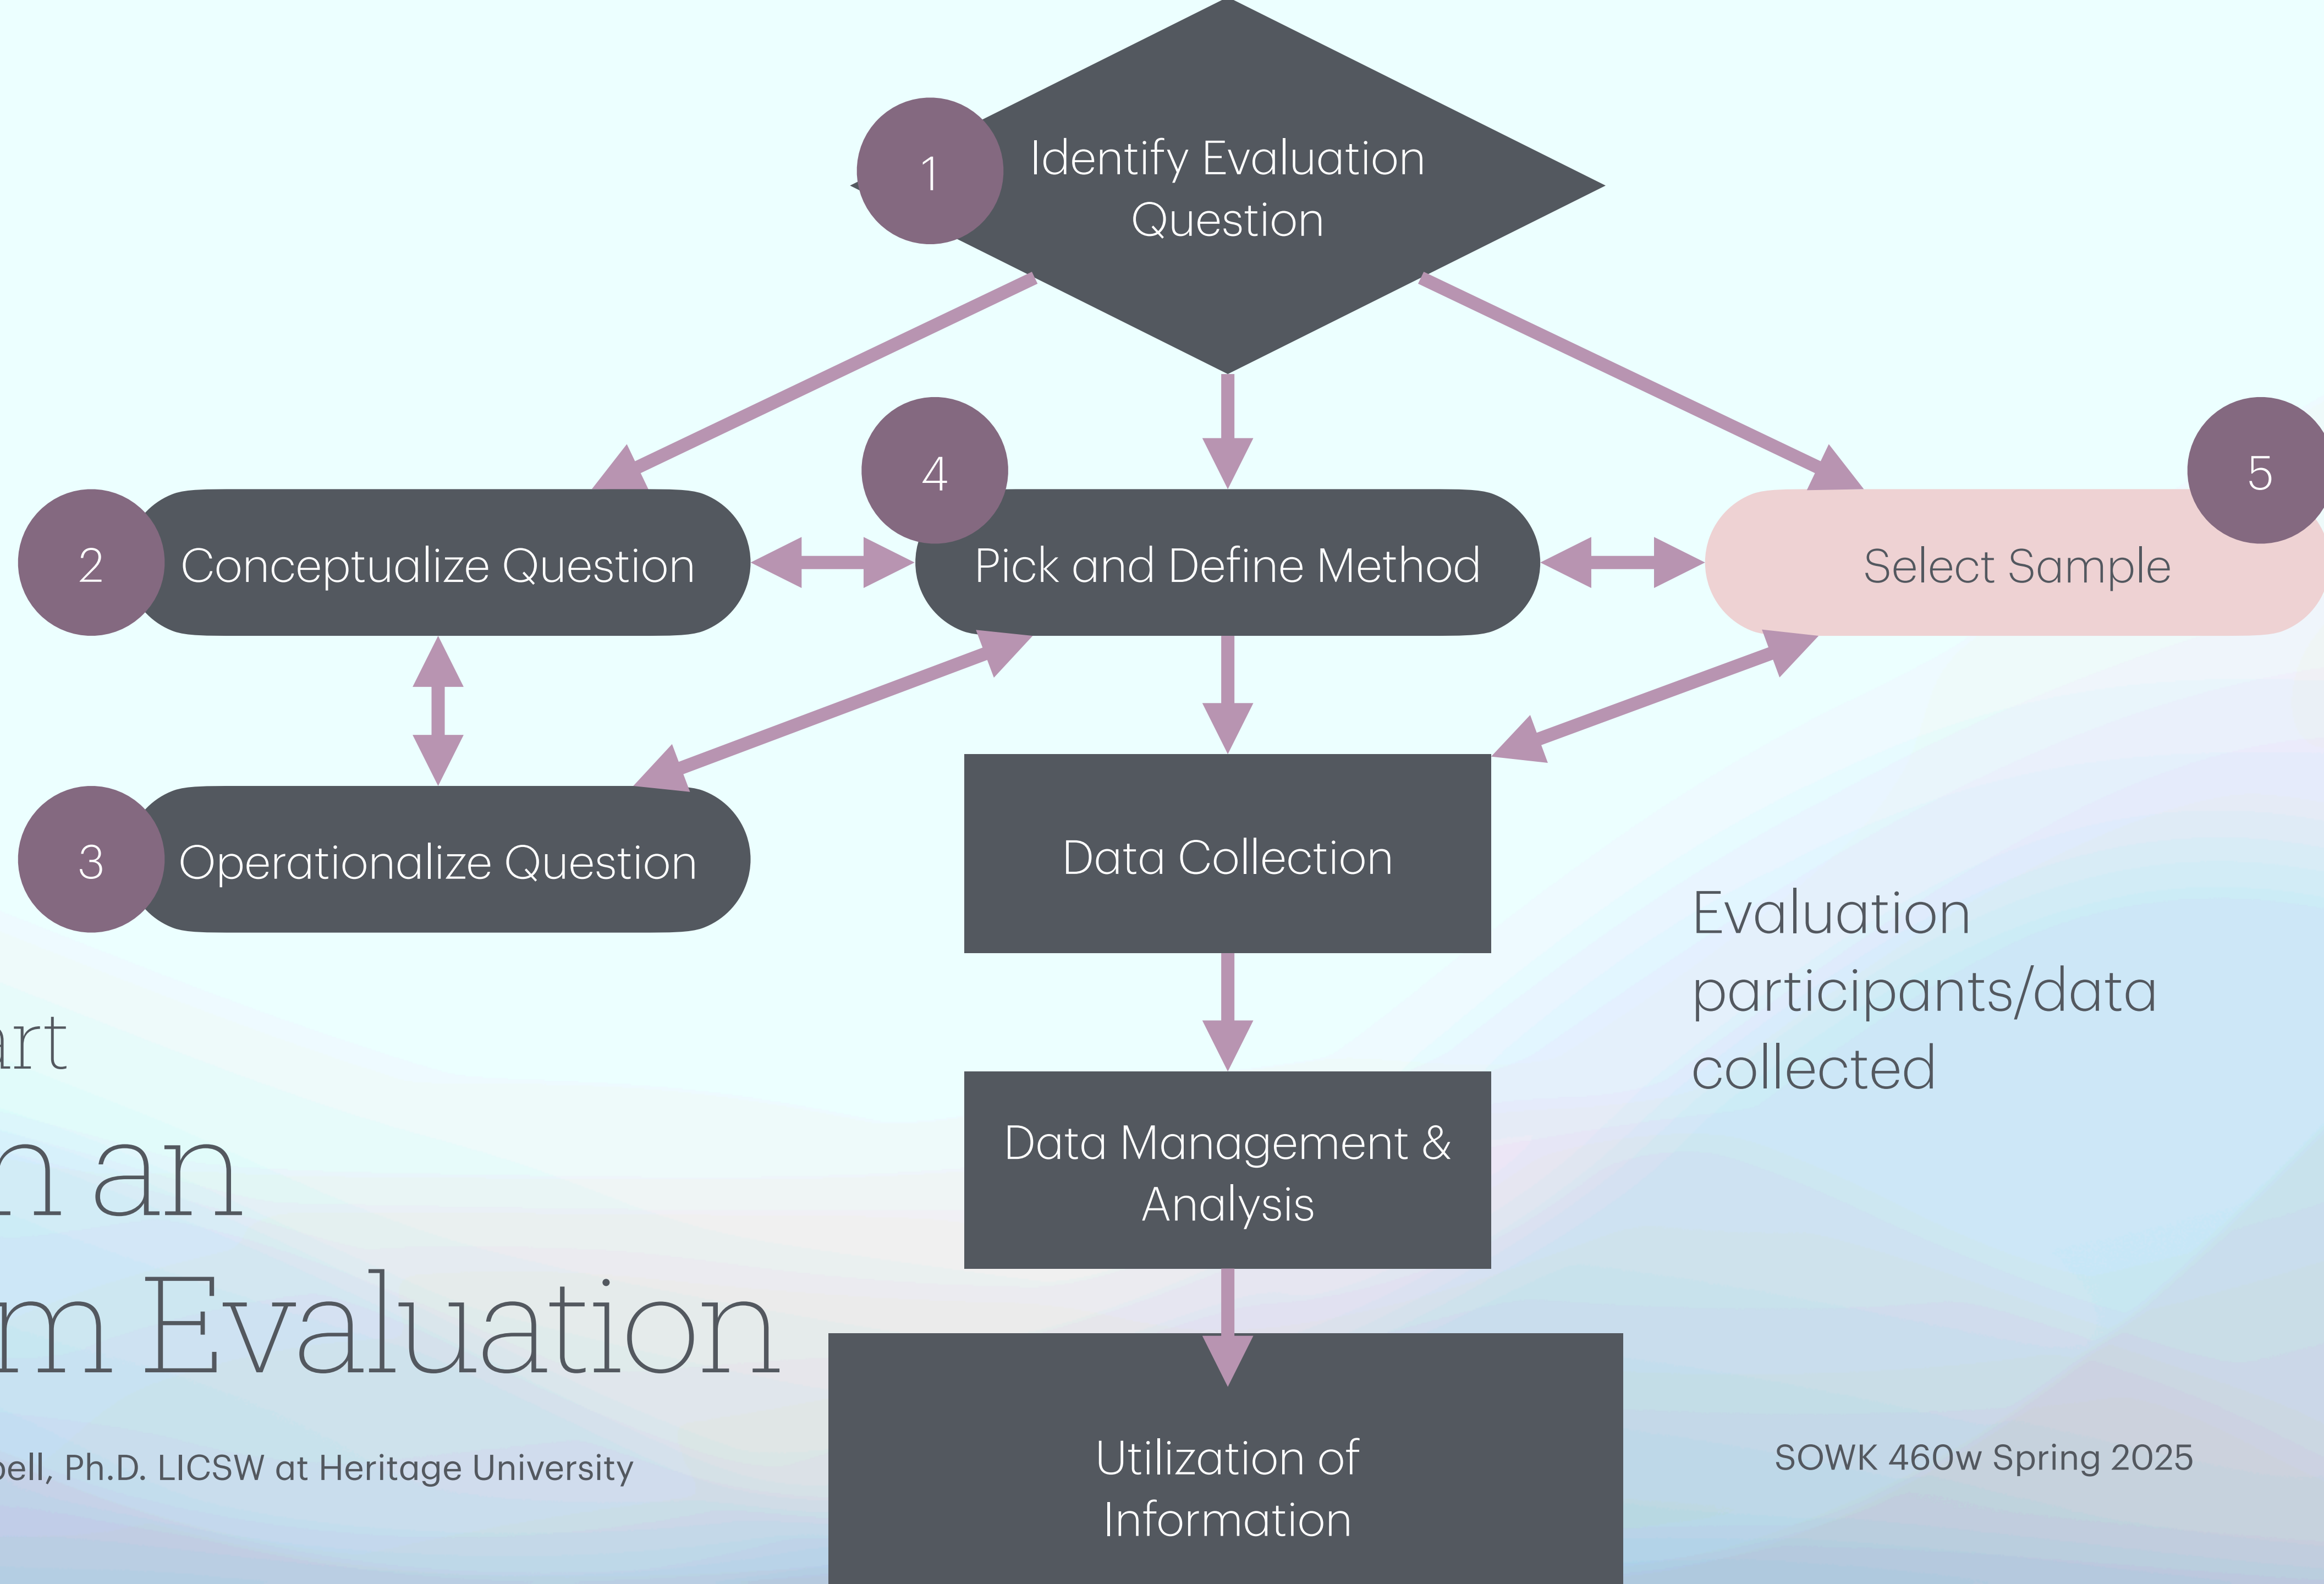 1
Identify Evaluation
Question
2
Conceptualize Question
4
Pick and Define Method
5
Select Sample
3
Operationalize Question
Data Collection
Evaluation
participants/data
collected
Data Management &
Analysis
an
Evaluation
Utilization of
Information
Ph.D. LICSW at Heritage University
SOWK 460w Spring 2025